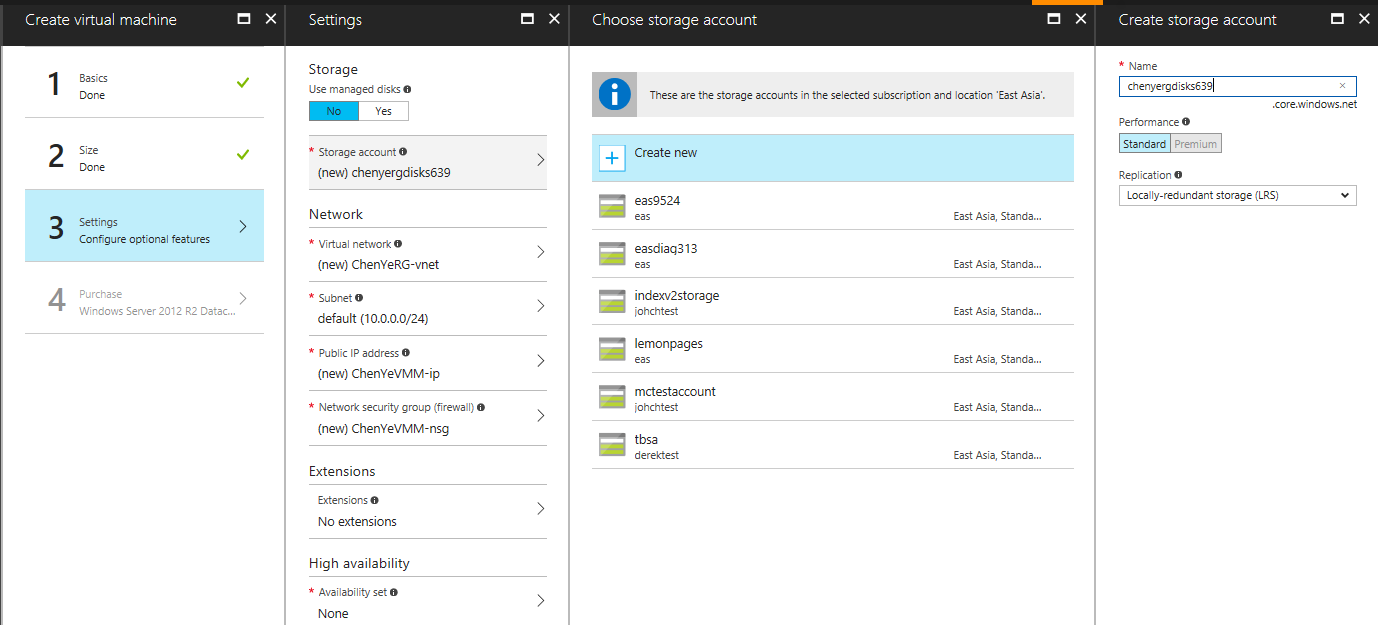 Create virtual machine
1
Basics
Done
2
Size
Done
3
Settings
Configure optional features
4
Purchase
Windows Server 2012 R2 Datac...
Settings
Storage
Use managed disks
No Yes
* Storage account
(new) chenyergdisks639
Network
* Virtual network
(new) ChenYeRG-vnet
* Subnet
default (10.0.0.0/24)
* Public IP address
(new) ChenYeVMM-ip
* Network security group (firewall)
(new) ChenYeVMM-nsg
Extensions
Extensions
No extensions
High availability
* Availability set
None
Choose storage account
These are the storage accounts in the selected subscription and location 'East Asia'.
Create new
eas9524
eas East Asia, Standa...
easdiag313
eas East Asia, Standa...
indexv2storage
johchtest East Asia, Standa...
lemonpages
eas East Asia, Standa...
mctestaccount
johchtest East Asia, Standa...
tbsa
derektest East Asia, Standa...
Create storage account
* Name
chenyergdisks639
.core.windows.net
Performance
Standard Premium
Replication
Locally-redundant storage (LRS)